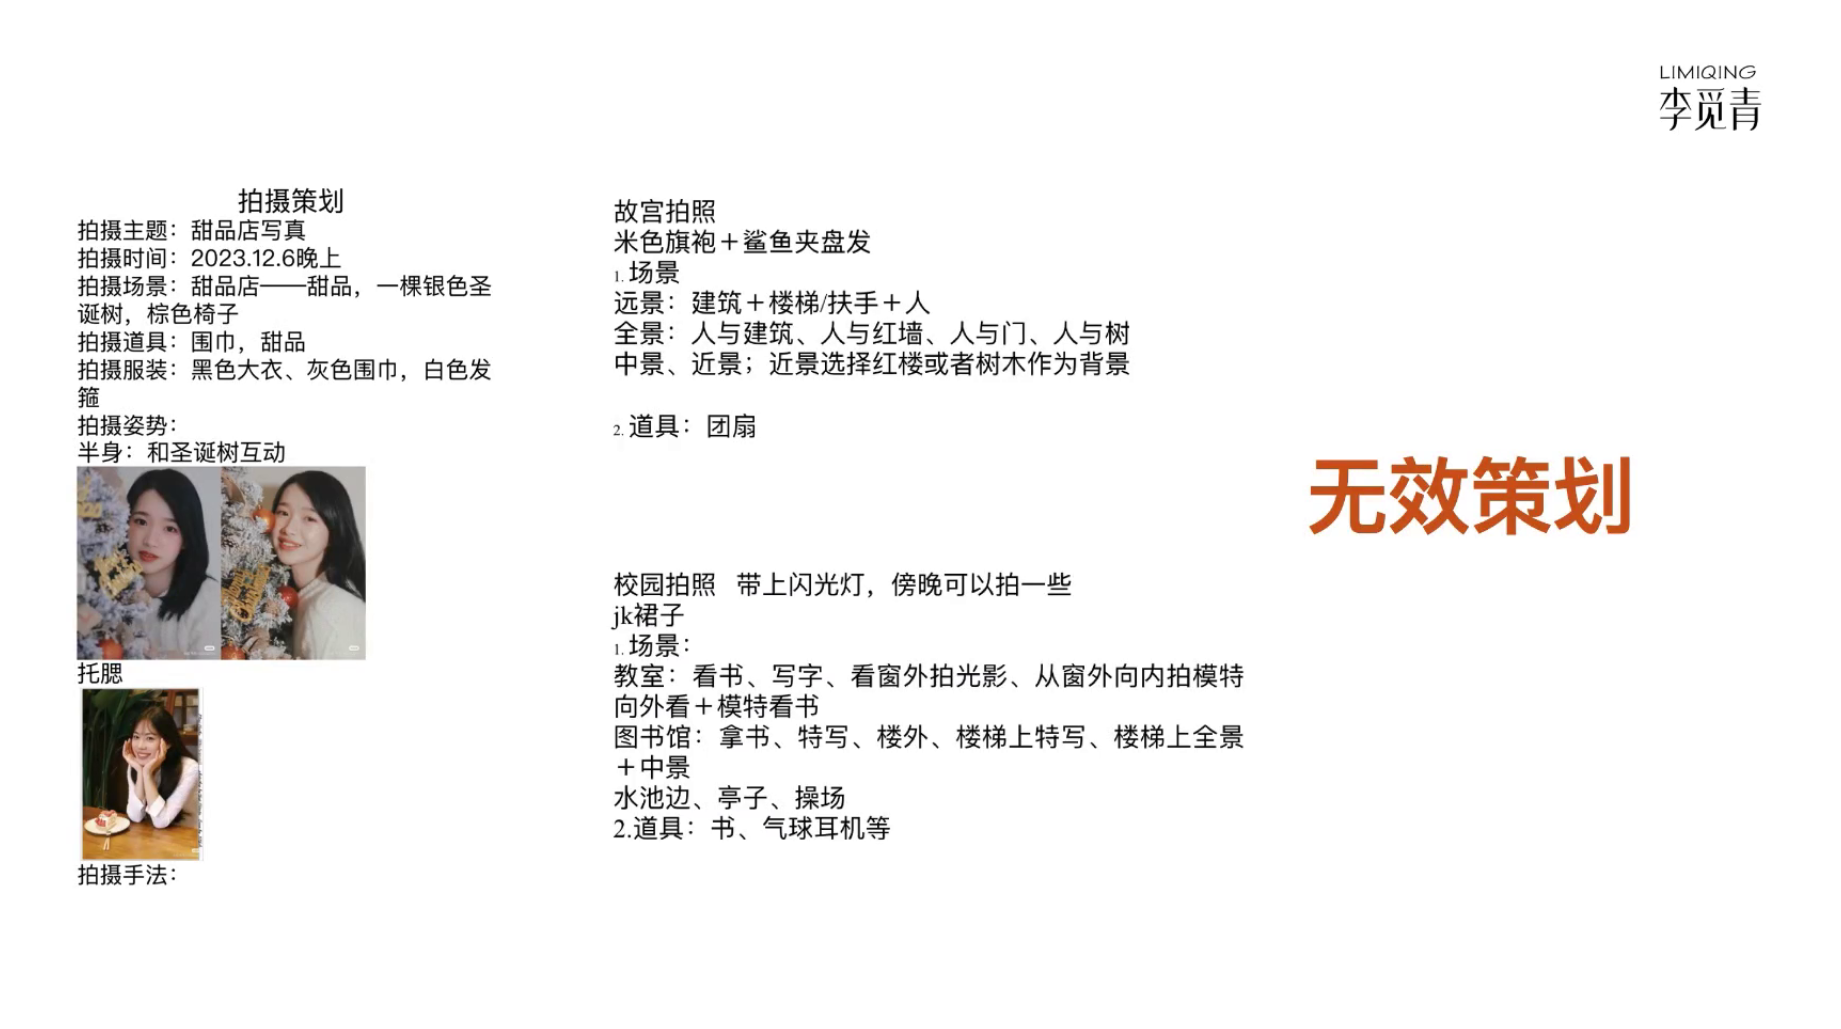 LIMIQING
李觅青
拍摄策划
拍摄主题：甜品店写真
拍摄时间：2023.12.6晚上
拍摄场景：甜品店——甜品，一棵银色圣
诞树，棕色椅子
拍摄道具：围巾，甜品
拍摄服装：黑色大衣、灰色围巾，白色发
箍
拍摄姿势：
半身：和圣诞树互动
托腮
拍摄手法：
故宫拍照
米色旗袍＋鲨鱼夹盘发
1. 场景
远景：建筑＋楼梯/扶手＋人
全景：人与建筑、人与红墙、人与门、人与树
中景、近景；近景选择红楼或者树木作为背景
2. 道具：团扇
校园拍照 带上闪光灯，傍晚可以拍一些
jk裙子
1. 场景：
教室：看书、写字、看窗外拍光影、从窗外向内拍模特
向外看＋模特看书
图书馆：拿书、特写、楼外、楼梯上特写、楼梯上全景
＋中景
水池边、亭子、操场
2.道具：书、气球耳机等
无效策划